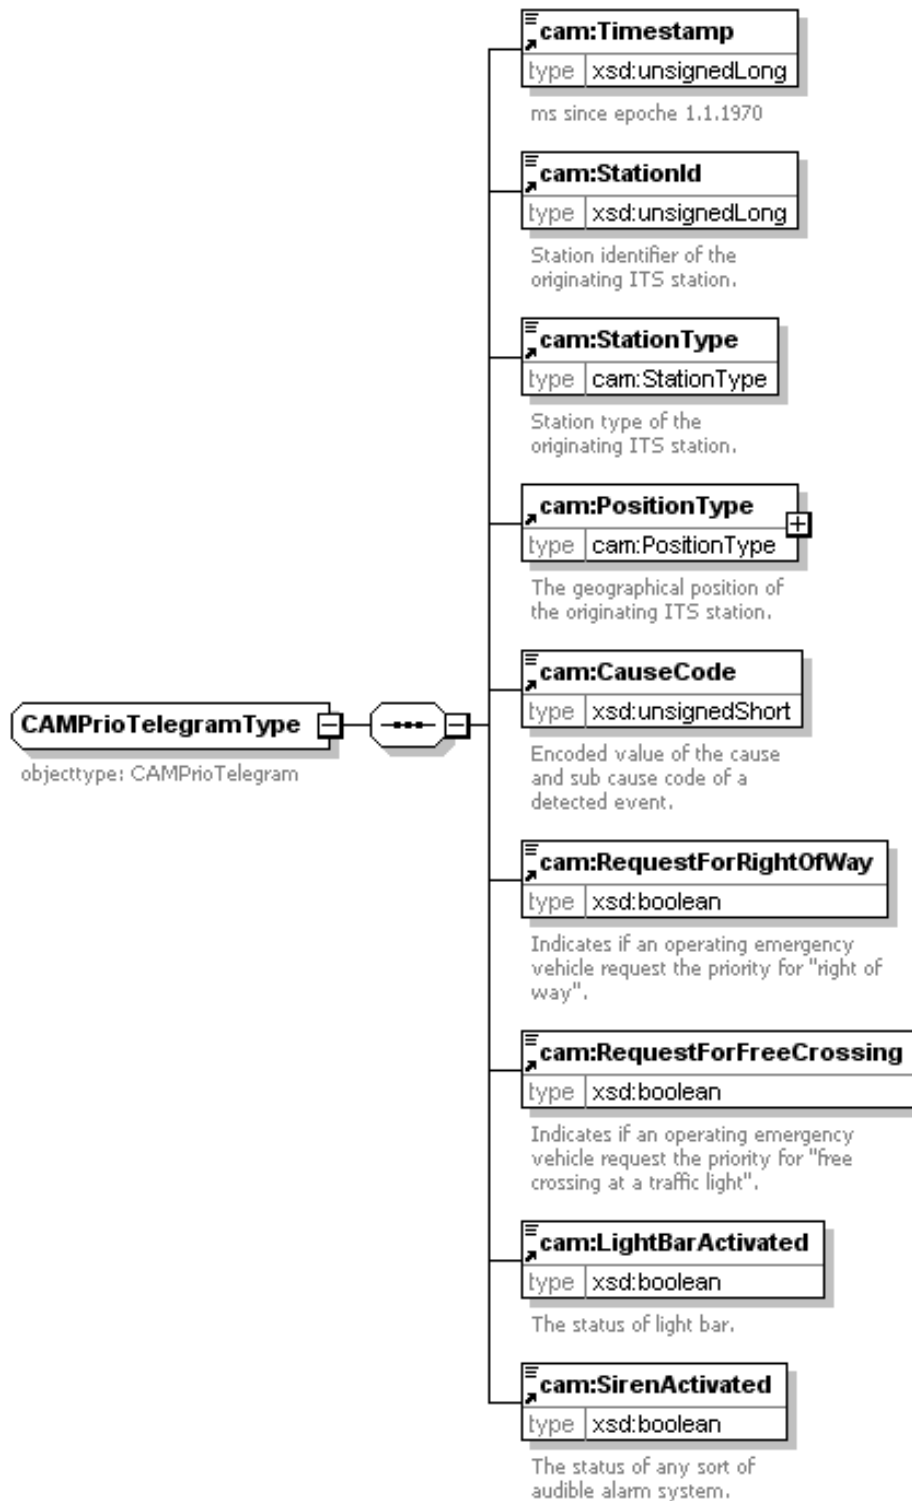 cam:Timestamp
type xsd:unsignedLong
ms since epoche 1.1.1970
cam:StationId
type xsd:unsignedLong
Station identifier of the
originating ITS station.
cam:StationType
type cam:StationType
Station type of the
originating ITS station.
cam:PositionType
type cam:PositionType
The geographical position of
the originating ITS station.
cam:CauseCode
type xsd:unsignedShort
Encoded value of the cause
and sub cause code of a
detected event.
CAMPrioTelegramType
objecttype: CAMPrioTelegram
cam:RequestForRightOfWay
type xsd:boolean
Indicates if an operating emergency
vehicle request the priority for "right of
way".
cam:RequestForFreeCrossing
type xsd:boolean
Indicates if an operating emergency
vehicle request the priority for "free
crossing at a traffic light".
cam:LightBarActivated
type xsd:boolean
The status of light bar.
cam:SirenActivated
type xsd:boolean
The status of any sort of
audible alarm system.